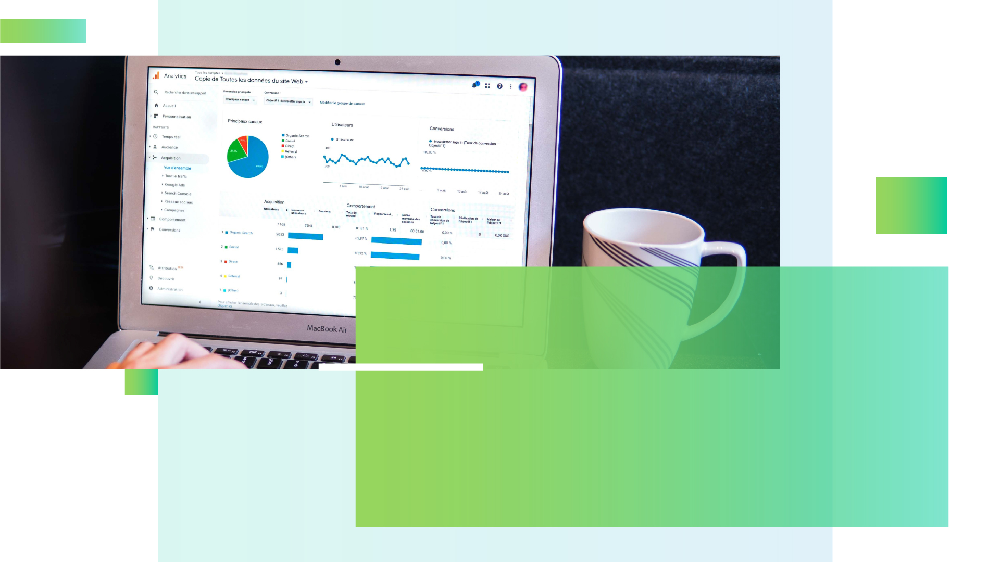 Analytics
Tous les comptes >
Copie de Toutes les données du site Web
Rechercher dans les rapport
Dimension principale :
Conversion :
Principaux canaux
Objectif 1 : Newsletter sign in
Modifier le groupe de canaux
Accueil
Personnalisation
RAPPORTS
Temps réel
Audience
Acquisition
Vue d'ensemble
Tout le trafic
Google Ads
Search Console
Réseaux sociaux
Campagnes
Comportement
Conversions
Attribution BETA
Découvrir
Administration
Principaux canaux
Organic Search
Social
Direct
Referral
(Other)
7.7%
21.1%
69.9%
Utilisateurs
Utilisateurs
400
200
3 août 10 août 17 août 24 août
Conversions
Newsletter sign in (Taux de conversion –
Objectif 1)
100.00 %
0.00 %
3 août 10 août 17 août 24 août
Acquisition Comportement Conversions
Utilisateurs
Nouveaux utilisateurs
Sessions
Taux de rebond
Pages/sessi...
Durée moyenne des sessions
Taux de conversion de l'objectif 1
Réalisation de l'objectif 1
Valeur de l'objectif 1
7 168 7 041 8 100 81,81 % 1,35 00:01:00 0,00 % 0 0,00 $US
1 Organic Search 5 053 82,87 % 0,00 %
2 Social 1 525 80,32 % 0,00 %
3 Direct 556
4 Referral 97
5 (Other) 3
Pour afficher l'ensemble des 5 Canaux, veuillez
cliquer ici.
MacBook Air